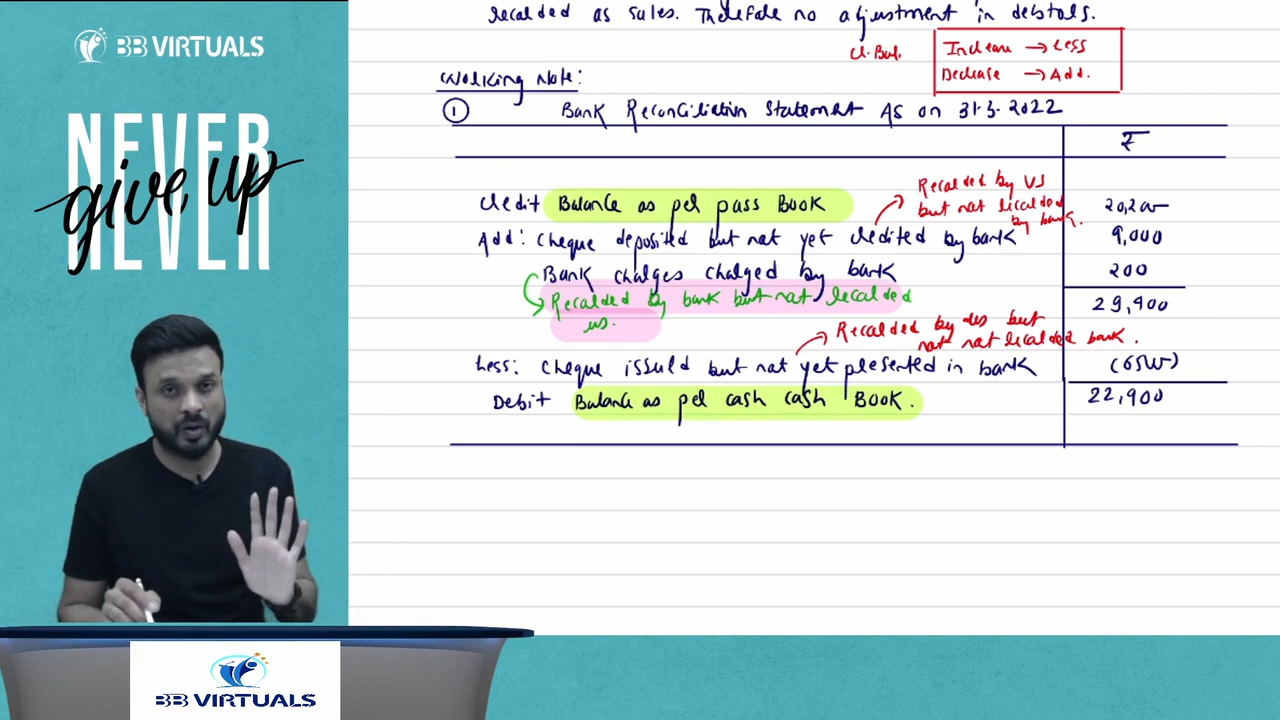 BB VIRTUALS
NEVER
give up
NEVER
recorded as sales. Therefore no adjustment in debtors.
cl. Bal.
Increase → Less
Decrease → Add.
Working Note:
1 Bank Reconciliation Statement As on 31.3.2022
₹
Credit Balance as per pass Book 20,200
Recorded by US
but not recorded
by bank.
Add: Cheque deposited but not yet credited by bank 9,000
Bank charges charged by bank 200
Recorded by bank but not recorded
us.
29,400
Recorded by us but
not not recorded bank.
Less: Cheque issued but not yet presented in bank (6500)
Debit Balance as per cash cash Book. 22,900
BB VIRTUALS